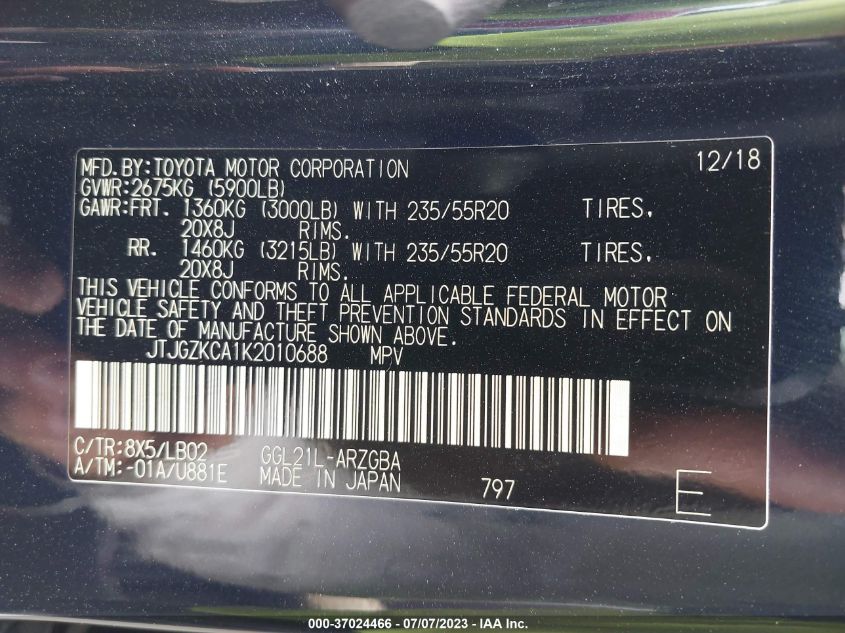 MFD.BY:TOYOTA MOTOR CORPORATION 12/18
GVWR:2675KG (5900LB)
GAWR:FRT. 1360KG (3000LB) WITH 235/55R20 TIRES.
20X8J RIMS.
RR. 1460KG (3215LB) WITH 235/55R20 TIRES.
20X8J RIMS.
THIS VEHICLE CONFORMS TO ALL APPLICABLE FEDERAL MOTOR
VEHICLE SAFETY AND THEFT PREVENTION STANDARDS IN EFFECT ON
THE DATE OF MANUFACTURE SHOWN ABOVE.
JTJGZKCA1K2010688 MPV
C/TR:8X5/LB02 GGL21L-ARZGBA
A/TM:-01A/U881E MADE IN JAPAN 797 E
000-37024466 - 07/07/2023 - IAA Inc.